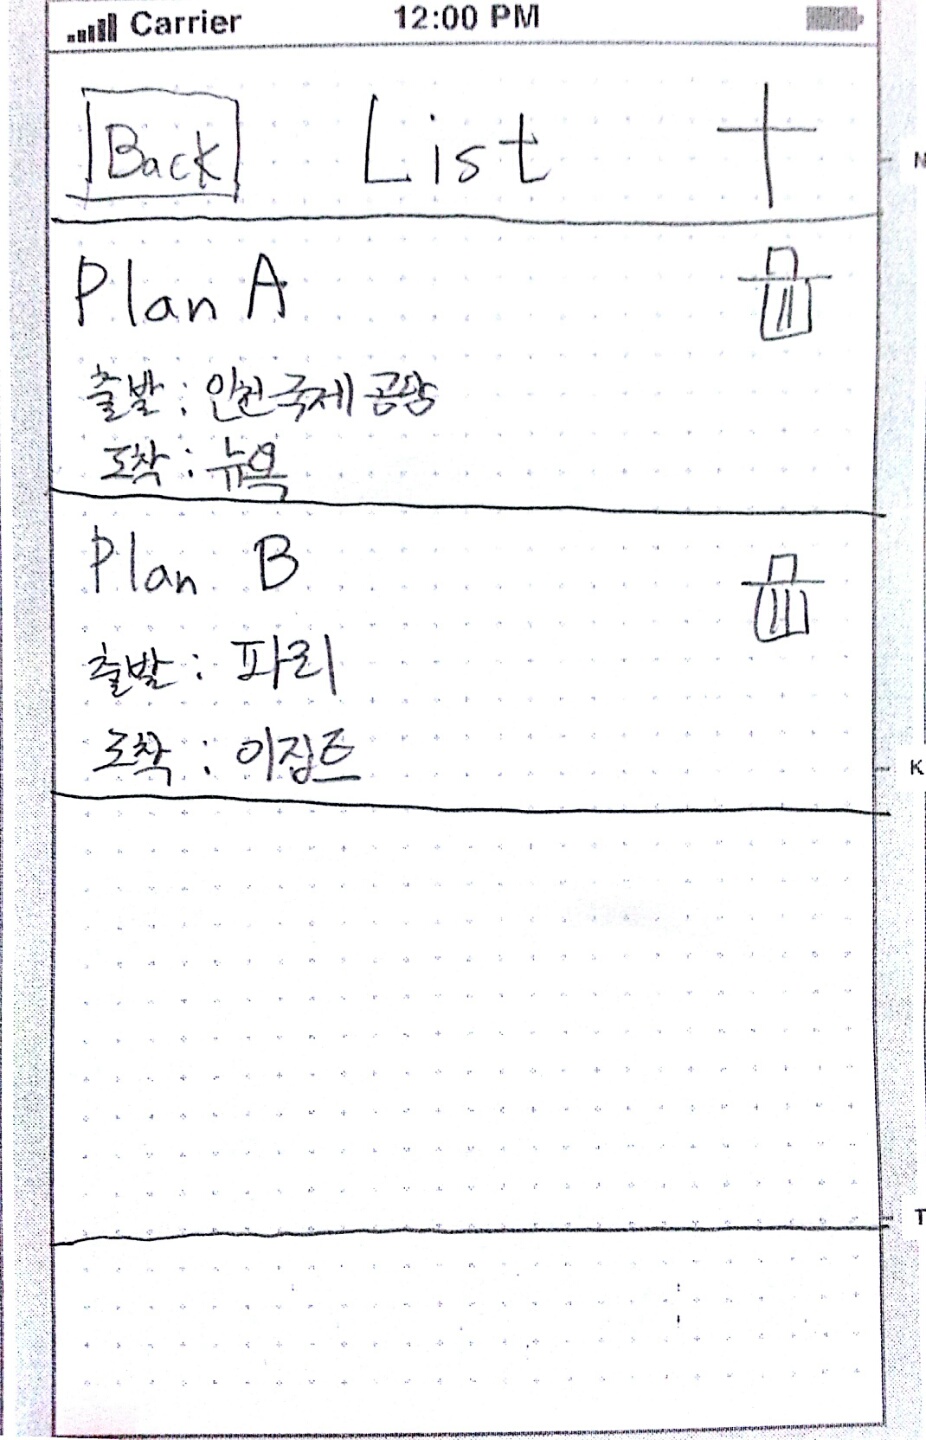 Carrier 12:00 PM
Back List +
Plan A
출발 : 인천국제공항
도착 : 뉴욕
Plan B
출발 : 파리
도착 : 이집트
N
K
T